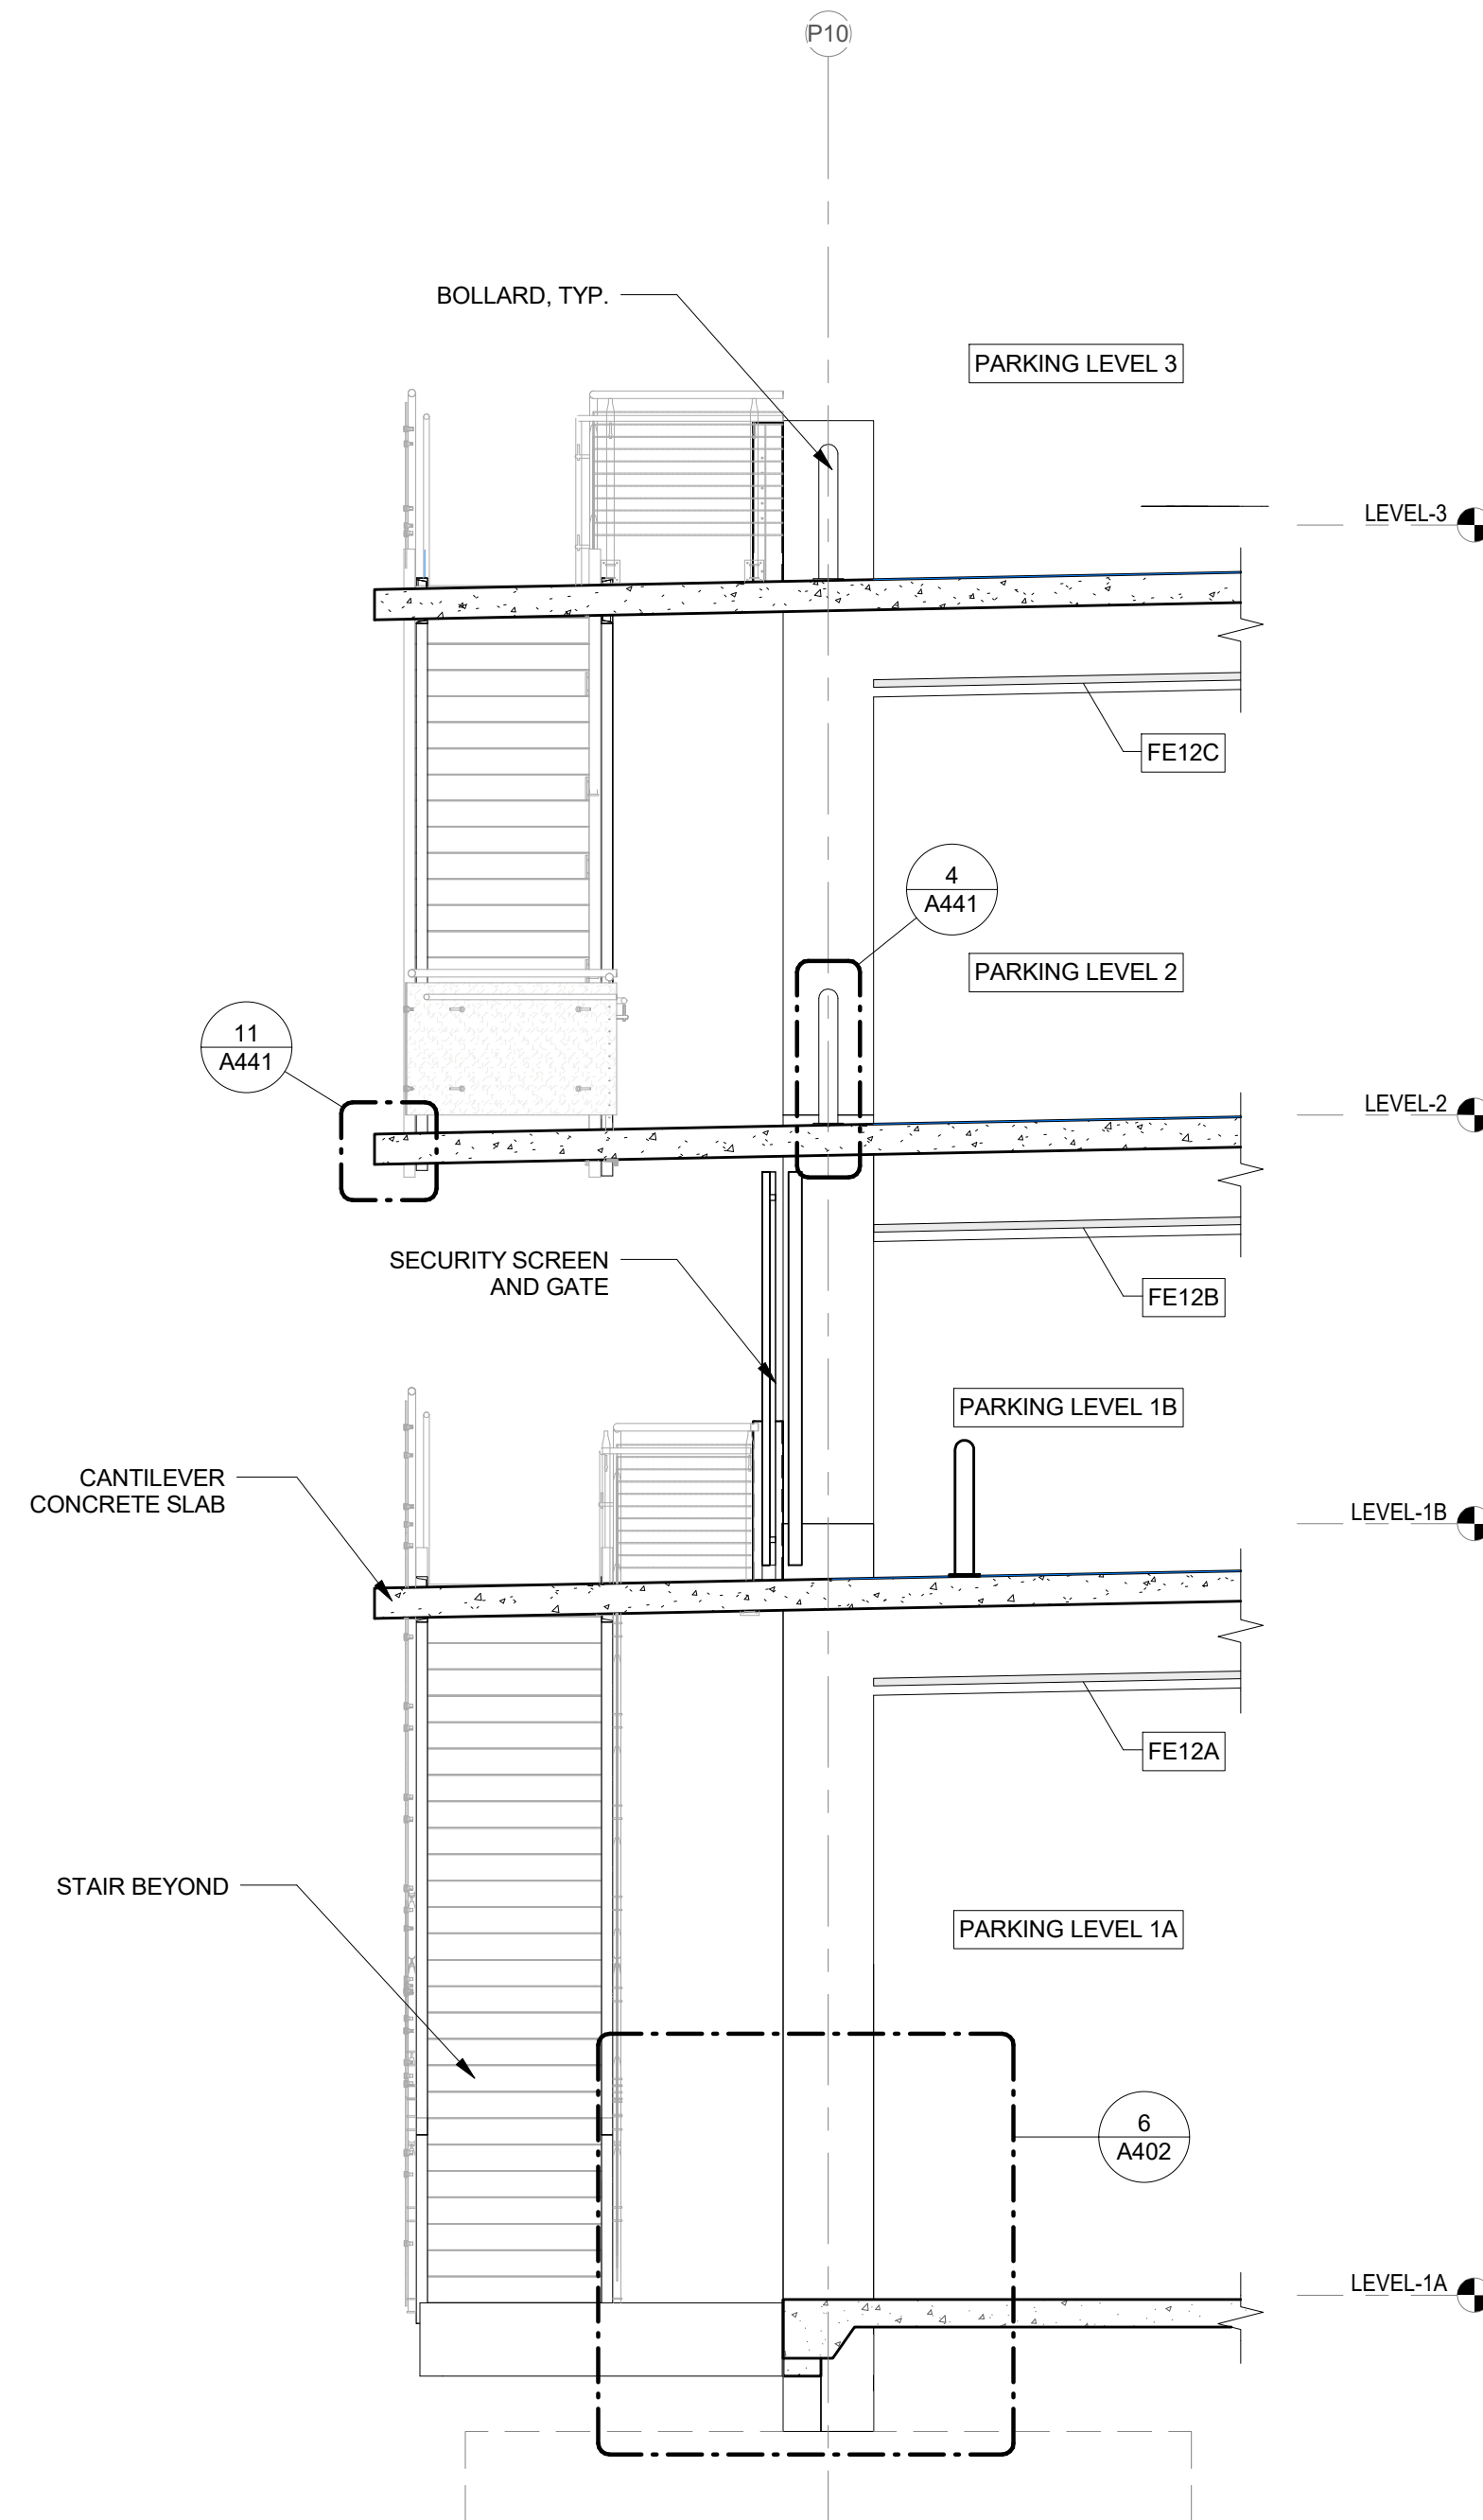 P10
BOLLARD, TYP.
PARKING LEVEL 3
LEVEL-3
FE12C
4
A441
PARKING LEVEL 2
11
A441
LEVEL-2
SECURITY SCREEN
AND GATE
FE12B
PARKING LEVEL 1B
CANTILEVER
CONCRETE SLAB
LEVEL-1B
FE12A
STAIR BEYOND
PARKING LEVEL 1A
6
A402
LEVEL-1A